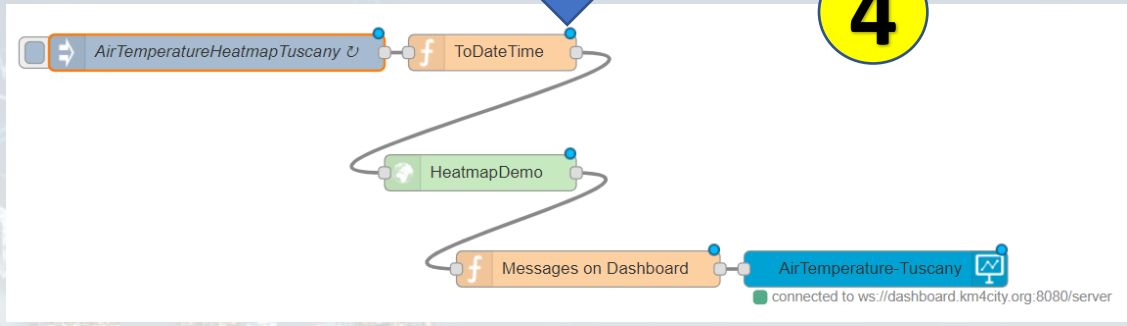 4
AirTemperatureHeatmapTuscany ↻
ToDateTime
HeatmapDemo
Messages on Dashboard
AirTemperature-Tuscany
connected to ws://dashboard.km4city.org:8080/server